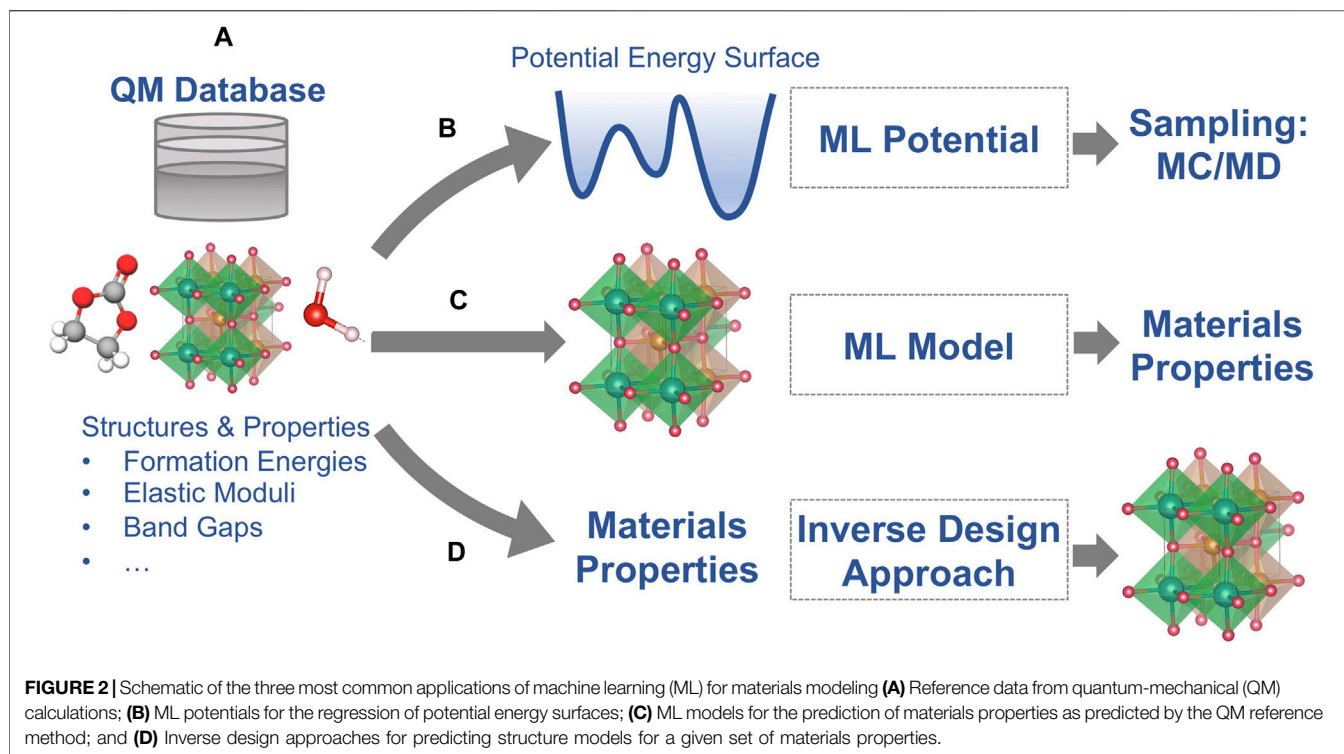 A
QM Database
Structures & Properties
• Formation Energies
• Elastic Moduli
• Band Gaps
• …
B
Potential Energy Surface
ML Potential
Sampling:
MC/MD
C
ML Model
Materials
Properties
D
Materials
Properties
Inverse Design
Approach
FIGURE 2 | Schematic of the three most common applications of machine learning (ML) for materials modeling (A) Reference data from quantum-mechanical (QM)
calculations; (B) ML potentials for the regression of potential energy surfaces; (C) ML models for the prediction of materials properties as predicted by the QM reference
method; and (D) Inverse design approaches for predicting structure models for a given set of materials properties.